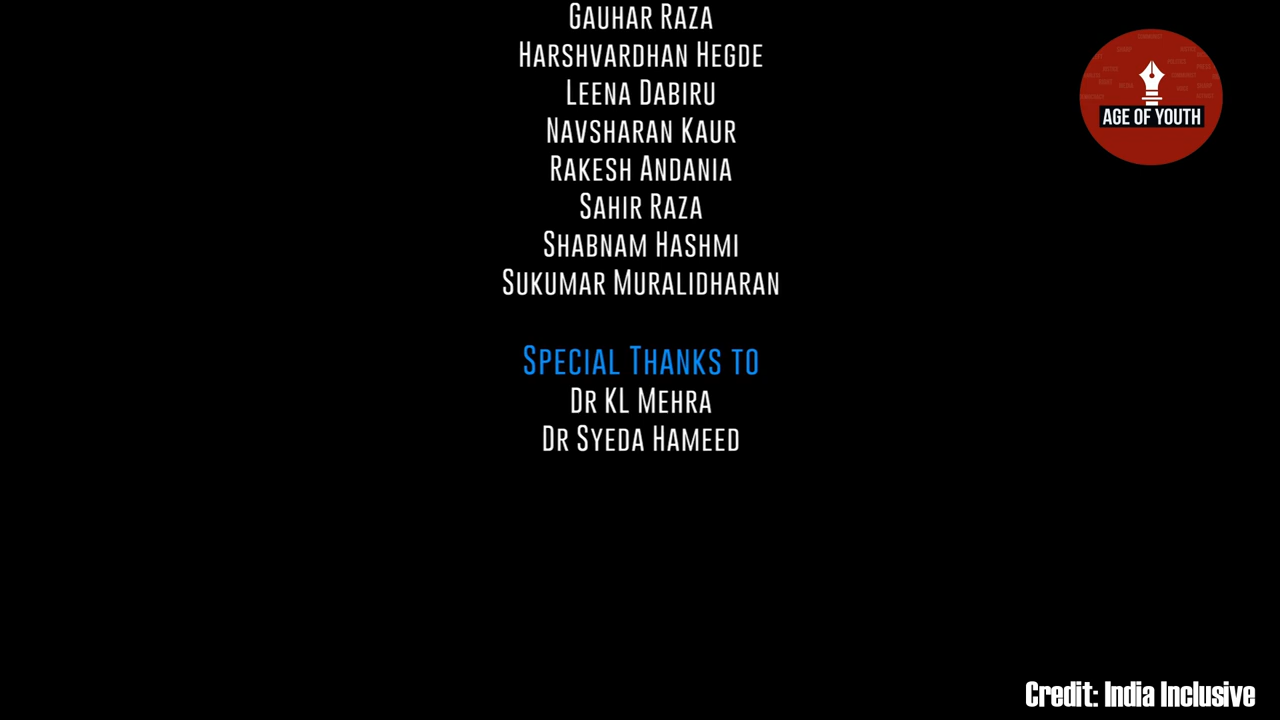 GAUHAR RAZA
HARSHVARDHAN HEGDE
LEENA DABIRU
NAVSHARAN KAUR
RAKESH ANDANIA
SAHIR RAZA
SHABNAM HASHMI
SUKUMAR MURALIDHARAN
SPECIAL THANKS TO
DR KL MEHRA
DR SYEDA HAMEED
AGE OF YOUTH
Credit: India Inclusive